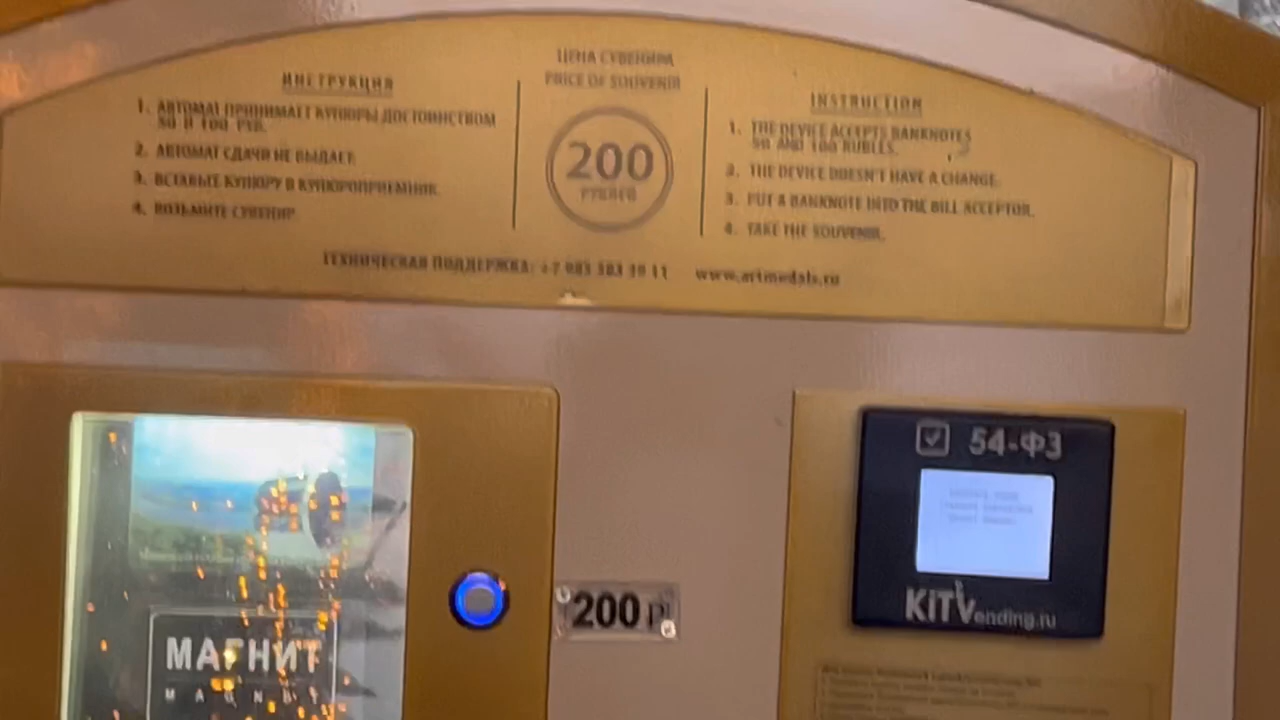 ЦЕНА СУВЕНИРА
PRICE OF SOUVENIR
200
РУБЛЕЙ
ИНСТРУКЦИЯ
1. АВТОМАТ ПРИНИМАЕТ КУПЮРЫ ДОСТОИНСТВОМ
50 И 100 РУБ.
2. АВТОМАТ СДАЧИ НЕ ВЫДАЕТ.
3. ВСТАВЬТЕ КУПЮРУ В КУПЮРОПРИЕМНИК.
4. ВОЗЬМИТЕ СУВЕНИР.
INSTRUCTION
1. THE DEVICE ACCEPTS BANKNOTES
50 AND 100 RUBLES.
2. THE DEVICE DOESN'T HAVE A CHANGE.
3. PUT A BANKNOTE INTO THE BILL ACCEPTOR.
4. TAKE THE SOUVENIR.
ТЕХНИЧЕСКАЯ ПОДДЕРЖКА: www.artmedals.ru
54-ФЗ
KiTVending.ru
200 Р
МАГНИТ
MAGNET